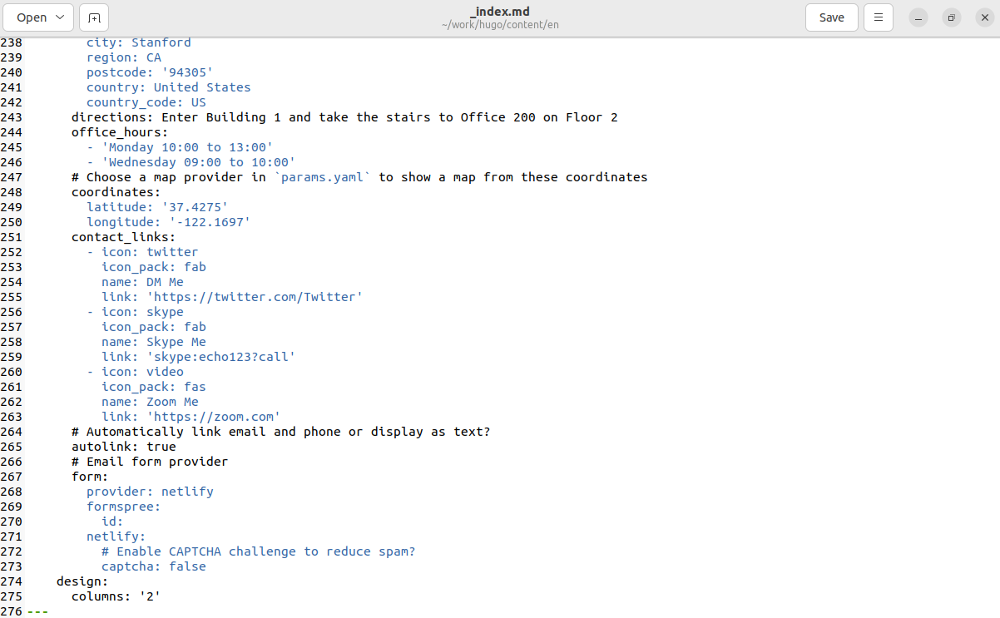 Open
_index.md
~/work/hugo/content/en
Save
238         city: Stanford
239         region: CA
240         postcode: '94305'
241         country: United States
242         country_code: US
243       directions: Enter Building 1 and take the stairs to Office 200 on Floor 2
244       office_hours:
245         - 'Monday 10:00 to 13:00'
246         - 'Wednesday 09:00 to 10:00'
247       # Choose a map provider in `params.yaml` to show a map from these coordinates
248       coordinates:
249         latitude: '37.4275'
250         longitude: '-122.1697'
251       contact_links:
252         - icon: twitter
253           icon_pack: fab
254           name: DM Me
255           link: 'https://twitter.com/Twitter'
256         - icon: skype
257           icon_pack: fab
258           name: Skype Me
259           link: 'skype:echo123?call'
260         - icon: video
261           icon_pack: fas
262           name: Zoom Me
263           link: 'https://zoom.com'
264       # Automatically link email and phone or display as text?
265       autolink: true
266       # Email form provider
267       form:
268         provider: netlify
269         formspree:
270           id:
271         netlify:
272           # Enable CAPTCHA challenge to reduce spam?
273           captcha: false
274     design:
275       columns: '2'
276 ---